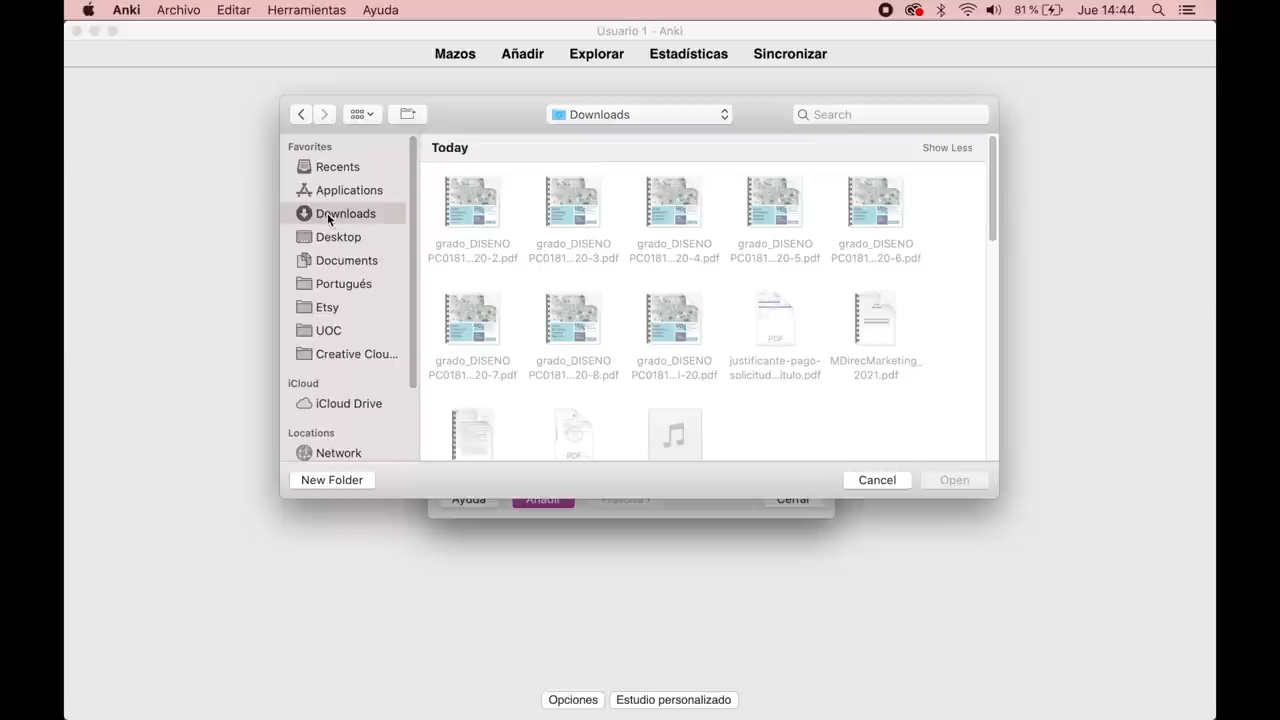 Anki Archivo Editar Herramientas Ayuda 81 % Jue 14:44
Usuario 1 - Anki
Mazos Añadir Explorar Estadísticas Sincronizar
Downloads Search
Favorites
Recents
Applications
Downloads
Desktop
Documents
Portugués
Etsy
UOC
Creative Clou...
iCloud
iCloud Drive
Locations
Network
Today Show Less
grado_DISENO grado_DISENO grado_DISENO grado_DISENO grado_DISENO
PC0181...20-2.pdf PC0181...20-3.pdf PC0181...20-4.pdf PC0181...20-5.pdf PC0181...20-6.pdf
grado_DISENO grado_DISENO grado_DISENO justificante-pago- MDirecMarketing_
PC0181...20-7.pdf PC0181...20-8.pdf PC0181...l-20.pdf solicitud...itulo.pdf 2021.pdf
PDF
PDF
New Folder Cancel Open
Ayuda Añadir Historial Cerrar
Opciones Estudio personalizado